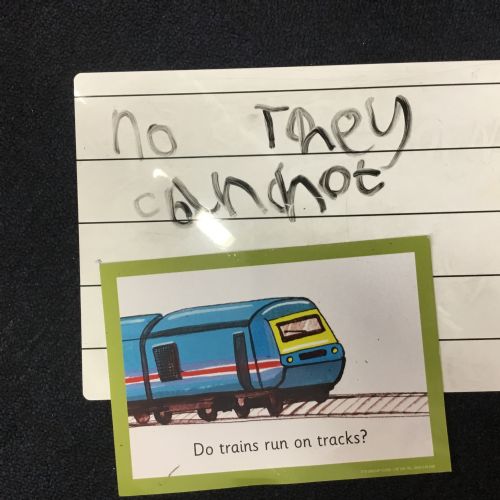 no They
cannot
Do trains run on tracks?